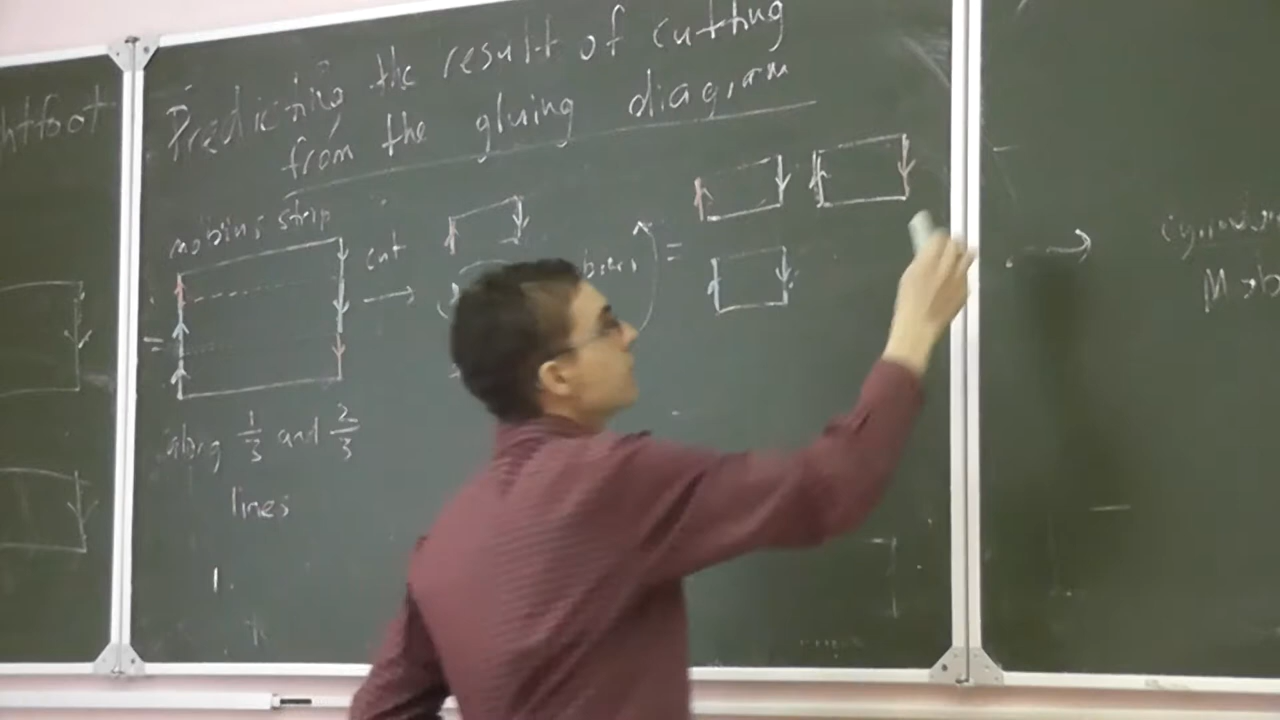 Predicting the result of cutting
from the gluing diagram
mobius strip
cut
=
=
along 1/3 and 2/3
lines